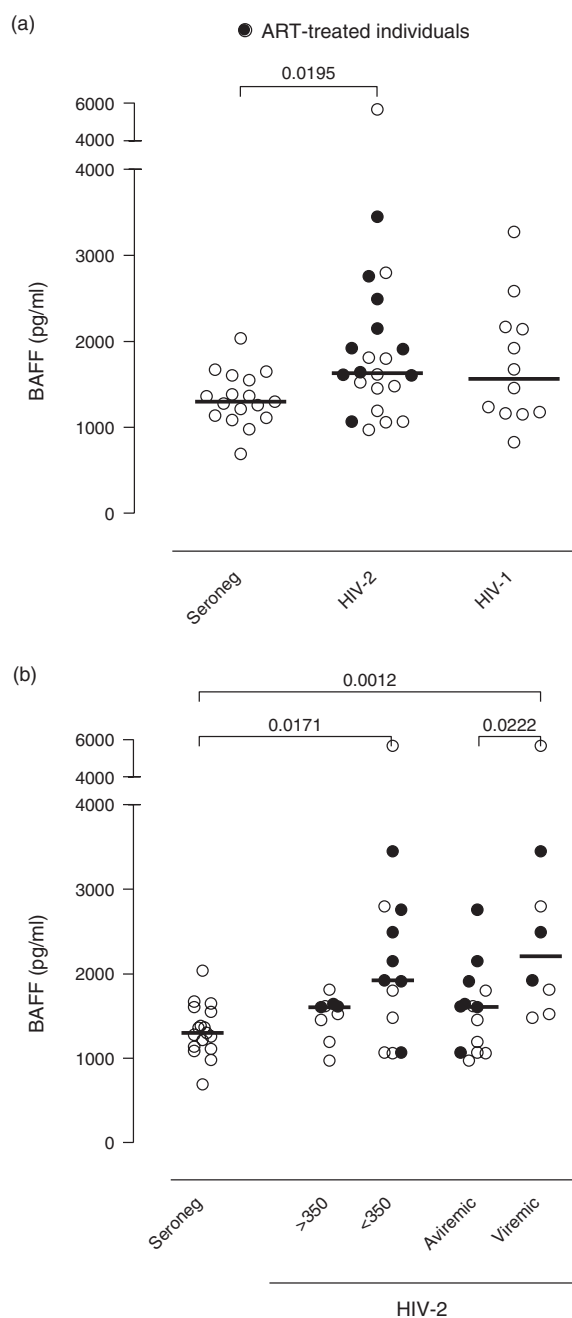 (a)
ART-treated individuals
0.0195
6000
4000
4000
3000
2000
1000
0
BAFF (pg/ml)
Seroneg
HIV-2
HIV-1
(b)
0.0012
0.0171
0.0222
6000
4000
4000
3000
2000
1000
0
BAFF (pg/ml)
Seroneg
>350
<350
Aviremic
Viremic
HIV-2